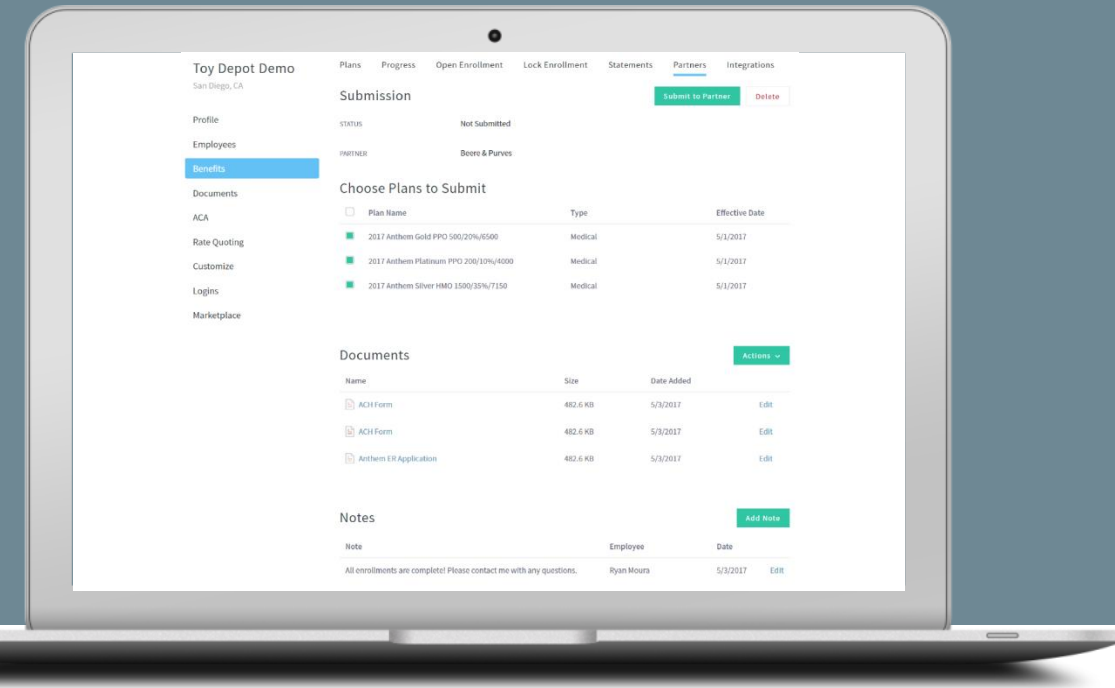 Toy Depot Demo
San Diego, CA
Profile
Employees
Benefits
Documents
ACA
Rate Quoting
Customize
Logins
Marketplace
Plans Progress Open Enrollment Lock Enrollment Statements Partners Integrations
Submission Submit to Partner Delete
STATUS Not Submitted
PARTNER Beere & Purves
Choose Plans to Submit
Plan Name Type Effective Date
2017 Anthem Gold PPO 500/20%/6500 Medical 5/1/2017
2017 Anthem Platinum PPO 200/10%/4000 Medical 5/1/2017
2017 Anthem Silver HMO 1500/35%/7150 Medical 5/1/2017
Documents Actions
Name Size Date Added
ACH Form 482.6 KB 5/3/2017 Edit
ACH Form 482.6 KB 5/3/2017 Edit
Anthem ER Application 482.6 KB 5/3/2017 Edit
Notes Add Note
Note Employee Date
All enrollments are complete! Please contact me with any questions. Ryan Moura 5/3/2017 Edit